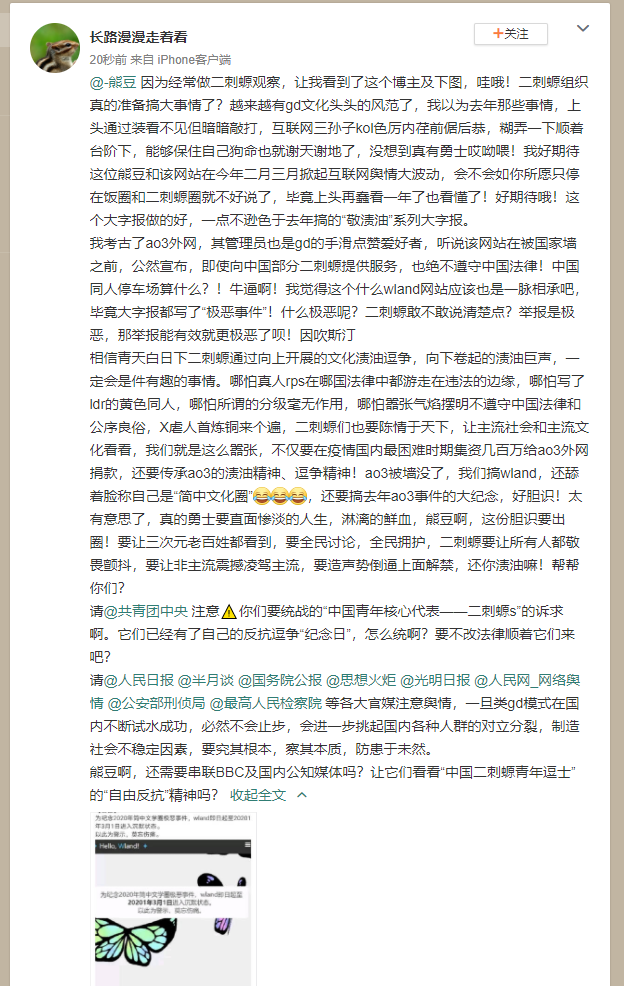 长路漫漫走着看
+关注
20秒前 来自 iPhone客户端
@-熊豆 因为经常做二刺螈观察，让我看到了这个博主及下图，哇哦！二刺螈组织
真的准备搞大事情了？越来越有gd文化头头的风范了，我以为去年那些事情，上
头通过装看不见但暗暗敲打，互联网三孙子kol色厉内荏前倨后恭，糊弄一下顺着
台阶下，能够保住自己狗命也就谢天谢地了，没想到真有勇士哎呦喂！我好期待
这位熊豆和该网站在今年二月三月掀起互联网舆情大波动，会不会如你所愿只停
在饭圈和二刺螈圈就不好说了，毕竟上头再蠢看一年了也看懂了！好期待哦！这
个大字报做的好，一点不逊色于去年搞的“敬渍油”系列大字报。
我考古了ao3外网，其管理员也是gd的手滑点赞爱好者，听说该网站在被国家墙
之前，公然宣布，即使向中国部分二刺螈提供服务，也绝不遵守中国法律！中国
同人停车场算什么？！牛逼啊！我觉得这个什么wland网站应该也是一脉相承吧，
毕竟大字报都写了“极恶事件”！什么极恶呢？二刺螈敢不敢说清楚点？举报是极
恶，那举报能有效就更极恶了呗！因吹斯汀
相信青天白日下二刺螈通过向上开展的文化渍油逗争，向下卷起的渍油巨声，一
定会是件有趣的事情。哪怕真人rps在哪国法律中都游走在违法的边缘，哪怕写了
ldr的黄色同人，哪怕所谓的分级毫无作用，哪怕嚣张气焰摆明不遵守中国法律和
公序良俗，X虐人首炼铜来个遍，二刺螈们也要陈情于天下，让主流社会和主流文
化看看，我们就是这么嚣张，不仅要在疫情国内最困难时期集资几百万给ao3外网
捐款，还要传承ao3的渍油精神、逗争精神！ao3被墙没了，我们搞wland，还舔
着脸称自己是“简中文化圈”😂😂😂，还要搞去年ao3事件的大纪念，好胆识！太
有意思了，真的勇士要直面惨淡的人生，淋漓的鲜血，熊豆啊，这份胆识要出
圈！要让三次元老百姓都看到，要全民讨论，全民拥护，二刺螈要让所有人都敬
畏颤抖，要让非主流震撼凌驾主流，要造声势倒逼上面解禁，还你渍油嘛！帮帮
你们？
请@共青团中央 注意⚠你们要统战的“中国青年核心代表——二刺螈s”的诉求
啊。它们已经有了自己的反抗逗争“纪念日”，怎么统啊？要不改法律顺着它们来
吧？
请@人民日报 @半月谈 @国务院公报 @思想火炬 @光明日报 @人民网_网络舆
情 @公安部刑侦局 @最高人民检察院 等各大官媒注意舆情，一旦类gd模式在国
内不断试水成功，必然不会止步，会进一步挑起国内各种人群的对立分裂，制造
社会不稳定因素，要究其根本，察其本质，防患于未然。
熊豆啊，还需要串联BBC及国内公知媒体吗？让它们看看“中国二刺螈青年逗士”
的“自由反抗”精神吗？ 收起全文
为纪念2020年简中文学圈极恶事件，wland即日起至20201
年3月1日进入沉默状态。
以此为警示，莫忘伤痛。
Hello, Wland!
为纪念2020年简中文学圈极恶事件，wland即日起至
20201年3月1日进入沉默状态。
以此为警示，莫忘伤痛。